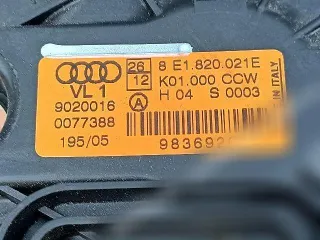 26 8 E1.820.021E
VL 1 12 K01.000 CCW
9020016 A H 04 S 0003
0077388
195/05
MADE IN ITALY